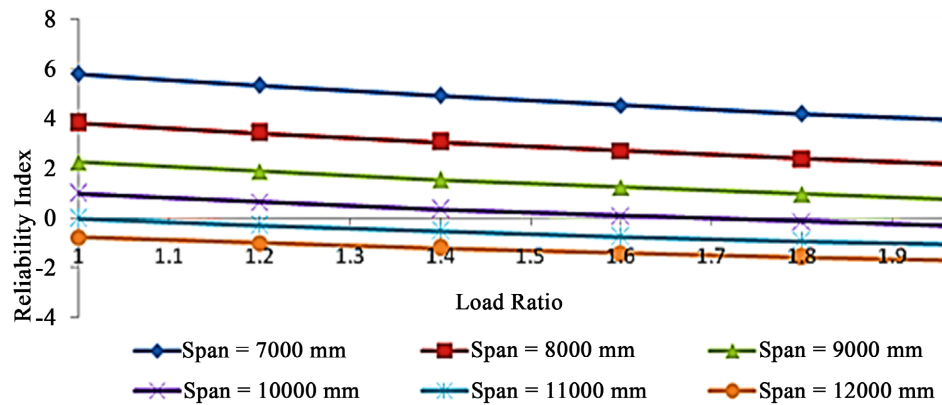 8
6
4
2
0
-2
-4
Reliability Index
1 1.1 1.2 1.3 1.4 1.5 1.6 1.7 1.8 1.9
Load Ratio
Span = 7000 mm Span = 8000 mm Span = 9000 mm
Span = 10000 mm Span = 11000 mm Span = 12000 mm